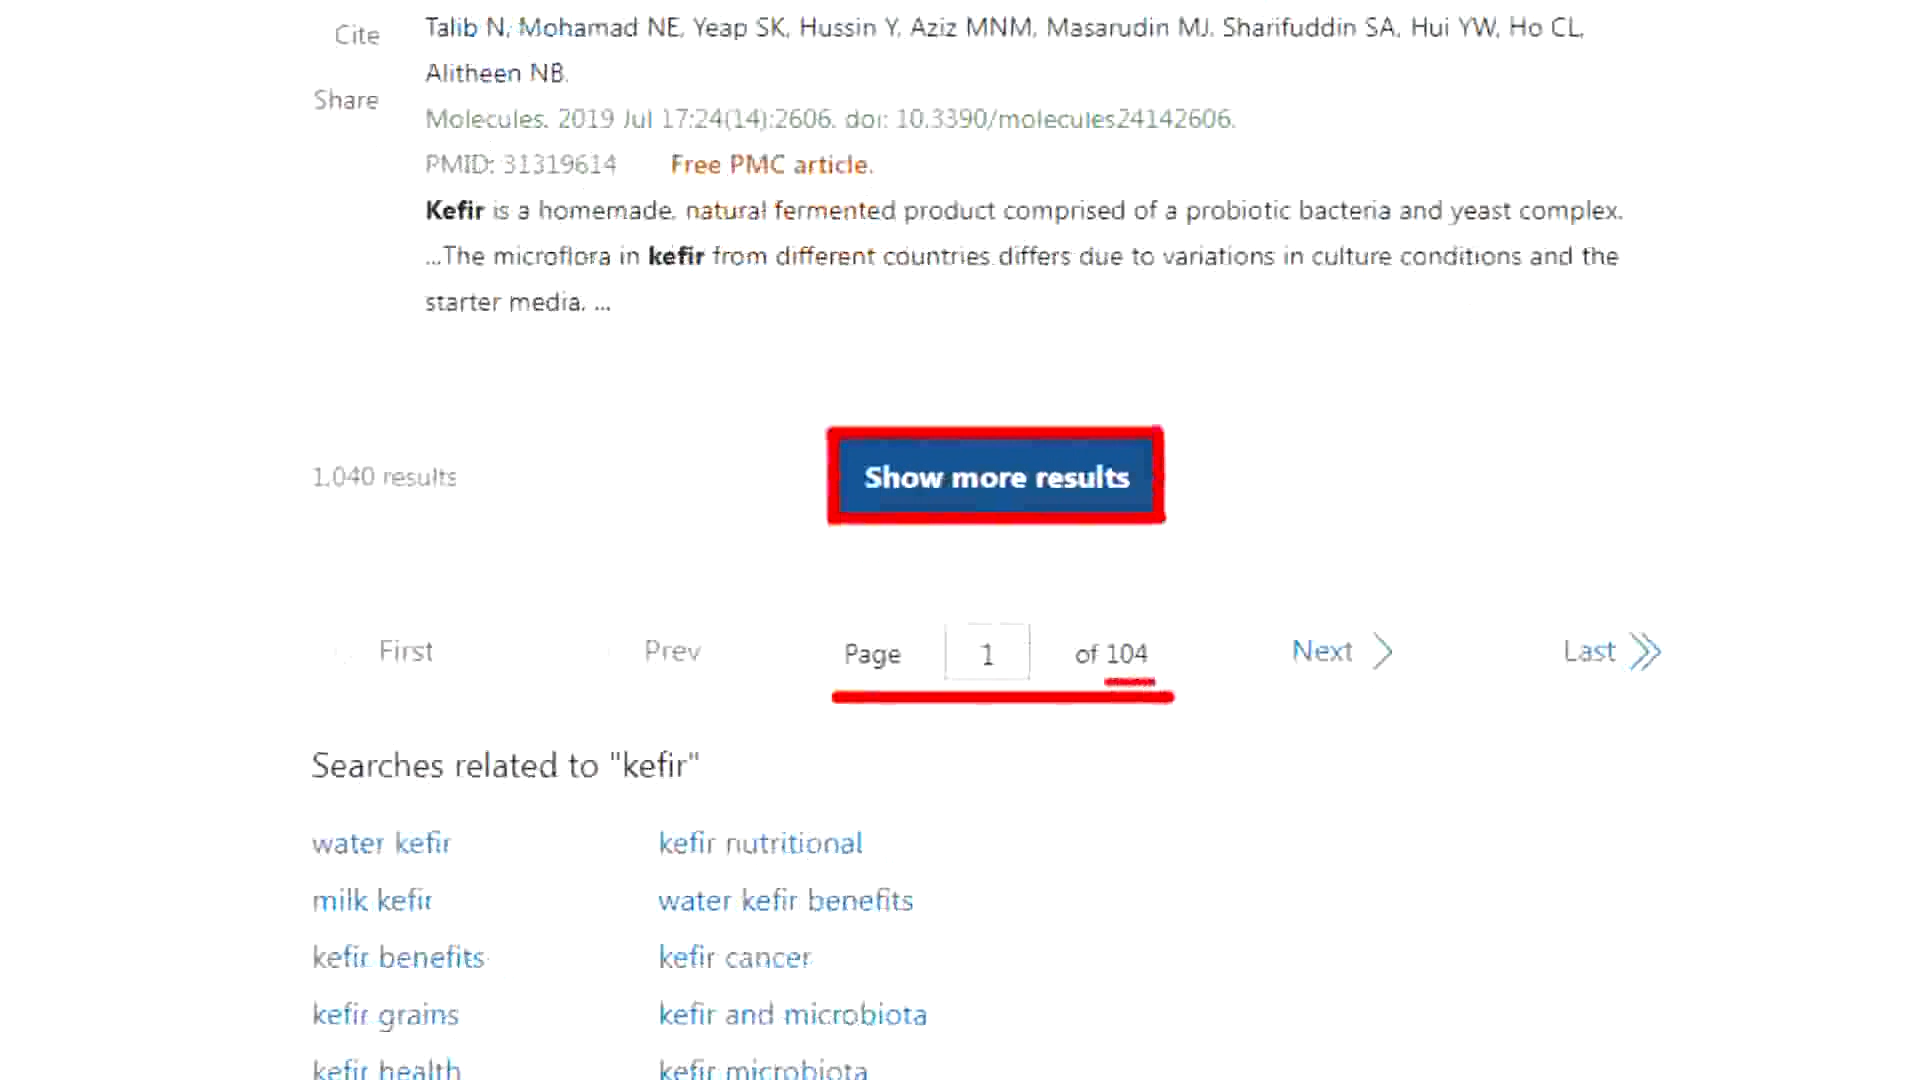 Cite
Talib N, Mohamad NE, Yeap SK, Hussin Y, Aziz MNM, Masarudin MJ, Sharifuddin SA, Hui YW, Ho CL,
Alitheen NB.
Share
Molecules. 2019 Jul 17;24(14):2606. doi: 10.3390/molecules24142606.
PMID: 31319614 Free PMC article.
Kefir is a homemade, natural fermented product comprised of a probiotic bacteria and yeast complex.
...The microflora in kefir from different countries differs due to variations in culture conditions and the
starter media. ...
1,040 results
Show more results
First Prev Page 1 of 104 Next Last
Searches related to "kefir"
water kefir kefir nutritional
milk kefir water kefir benefits
kefir benefits kefir cancer
kefir grains kefir and microbiota
kefir health kefir microbiota